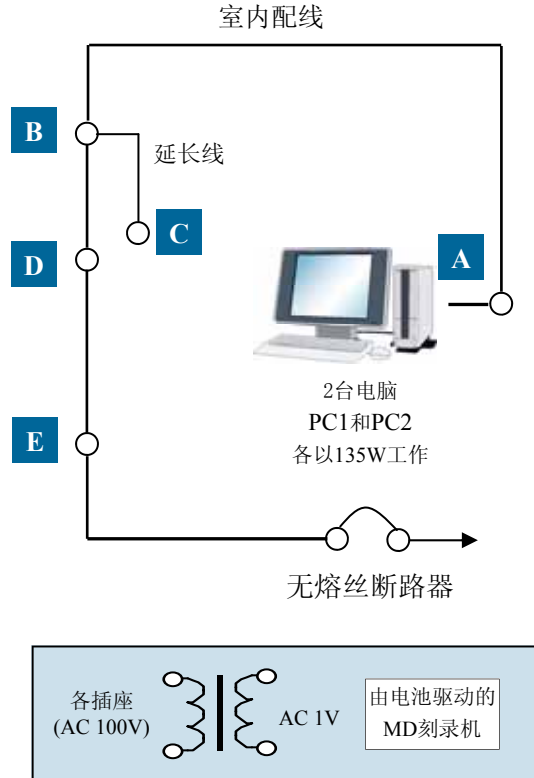 室内配线
B
延长线
C
D
A
2台电脑
PC1和PC2
各以135W工作
E
无熔丝断路器
各插座
(AC 100V)
AC 1V
由电池驱动的
MD刻录机